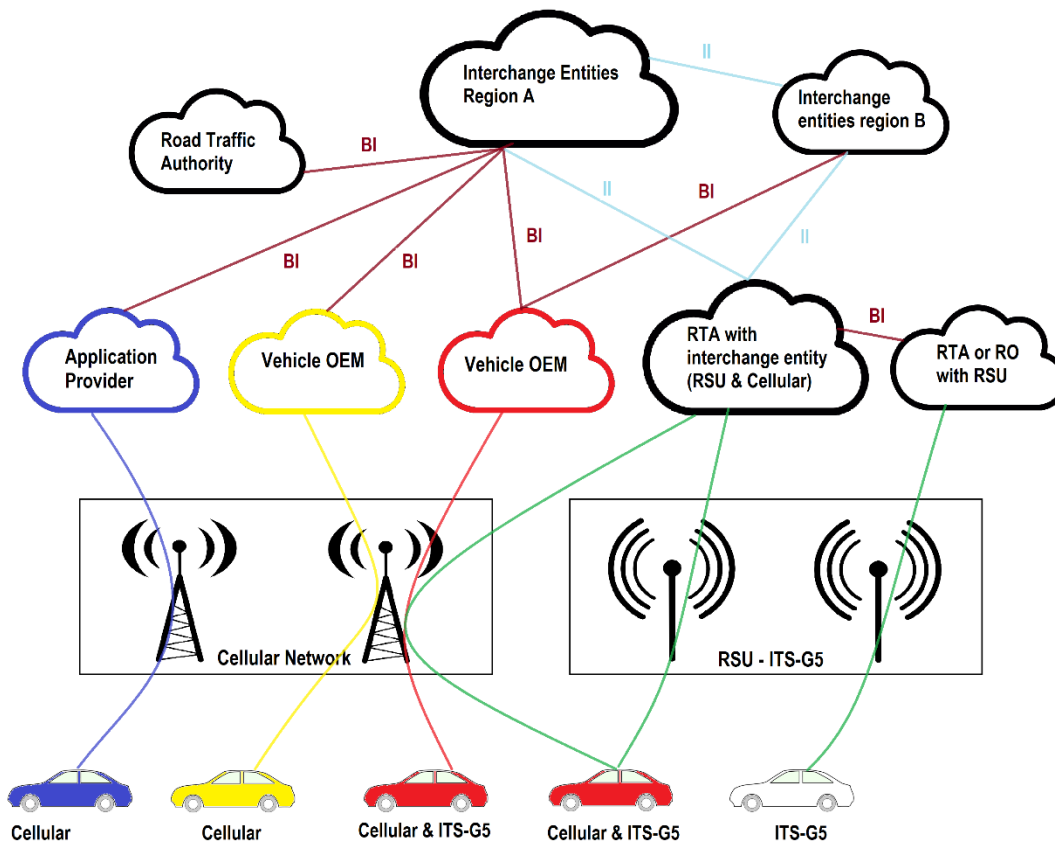 Interchange Entities
Region A
II
Interchange
entities region B
Road Traffic
Authority
BI
II
BI
BI
BI
BI
II
Application
Provider
Vehicle OEM
Vehicle OEM
RTA with
interchange entity
(RSU & Cellular)
BI
RTA or RO
with RSU
Cellular Network
RSU - ITS-G5
Cellular
Cellular
Cellular & ITS-G5
Cellular & ITS-G5
ITS-G5